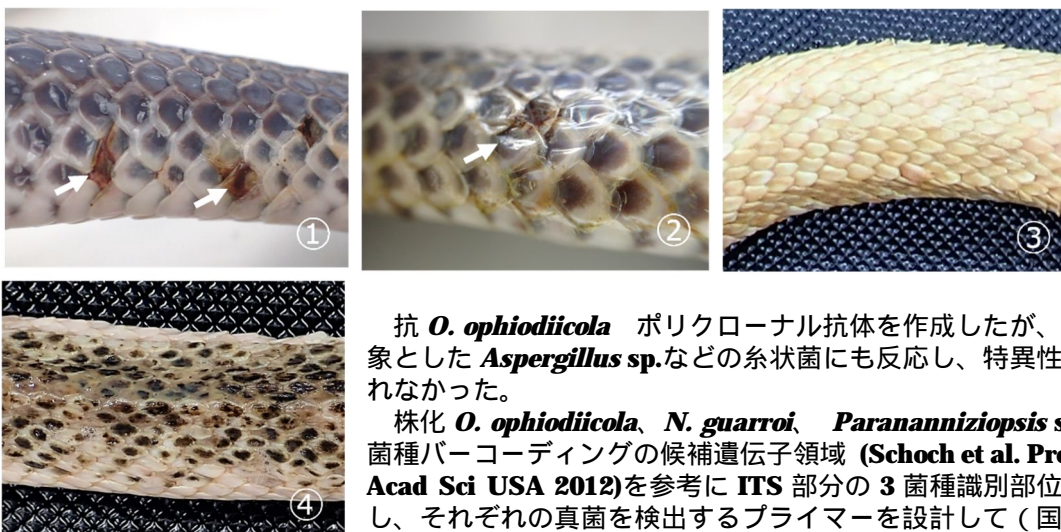 ①
②
③
④
抗 O. ophiodiicola ポリクローナル抗体を作成したが、
象とした Aspergillus sp.などの糸状菌にも反応し、特異性
れなかった。
株化 O. ophiodiicola、N. guarroi、 Parananniziopsis s
菌種バーコーディングの候補遺伝子領域 (Schoch et al. Pro
Acad Sci USA 2012)を参考に ITS 部分の 3 菌種識別部位
し、それぞれの真菌を検出するプライマーを設計して（国